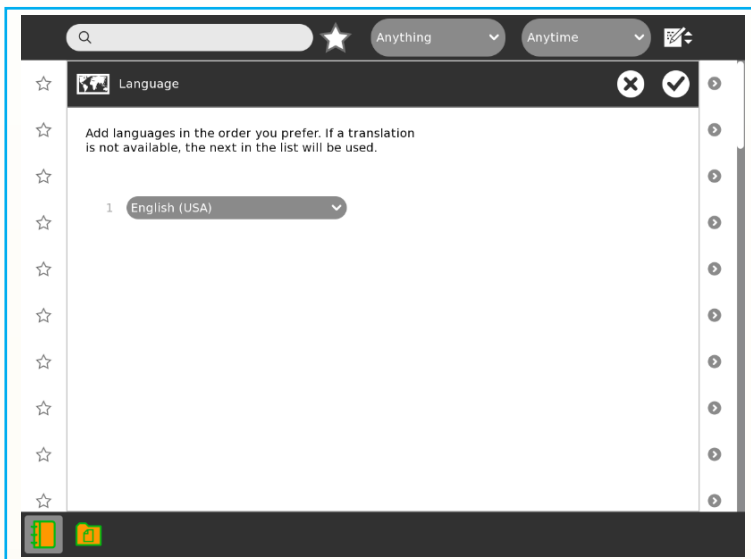 Anything
Anytime
Language
Add languages in the order you prefer. If a translation
is not available, the next in the list will be used.
1 English (USA)